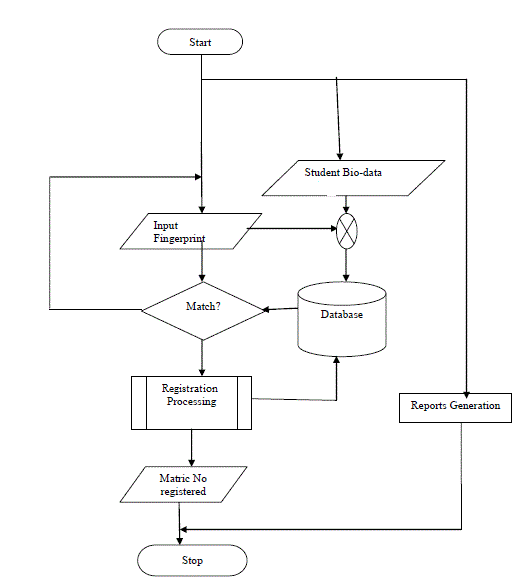 Start
Student Bio-data
Input
Fingerprint
Match?
Database
Registration
Processing
Reports Generation
Matric No
registered
Stop